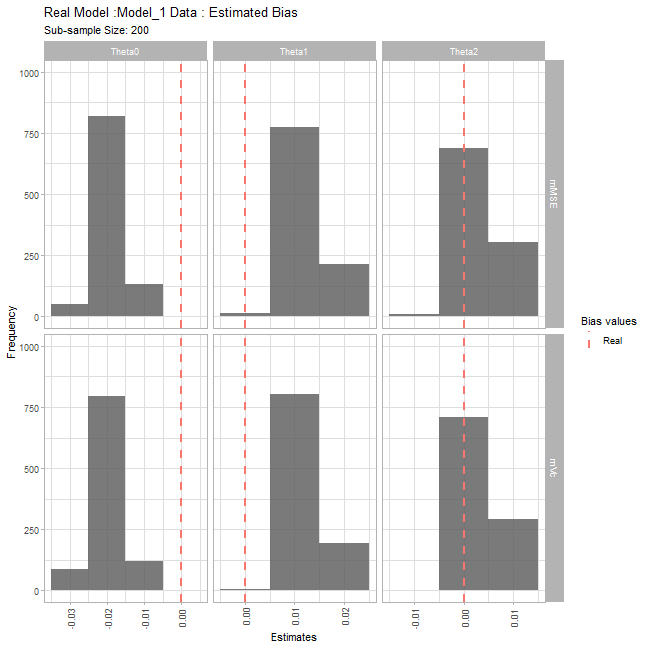 Real Model :Model_1 Data : Estimated Bias
Sub-sample Size: 200
Theta0 Theta1 Theta2
1000
750
500
250
0
mMSE
Frequency
1000
750
500
250
0
mVc
-0.03 -0.02 -0.01 0.00 0.00 0.01 0.02 -0.01 0.00 0.01
Estimates
Bias values
Real